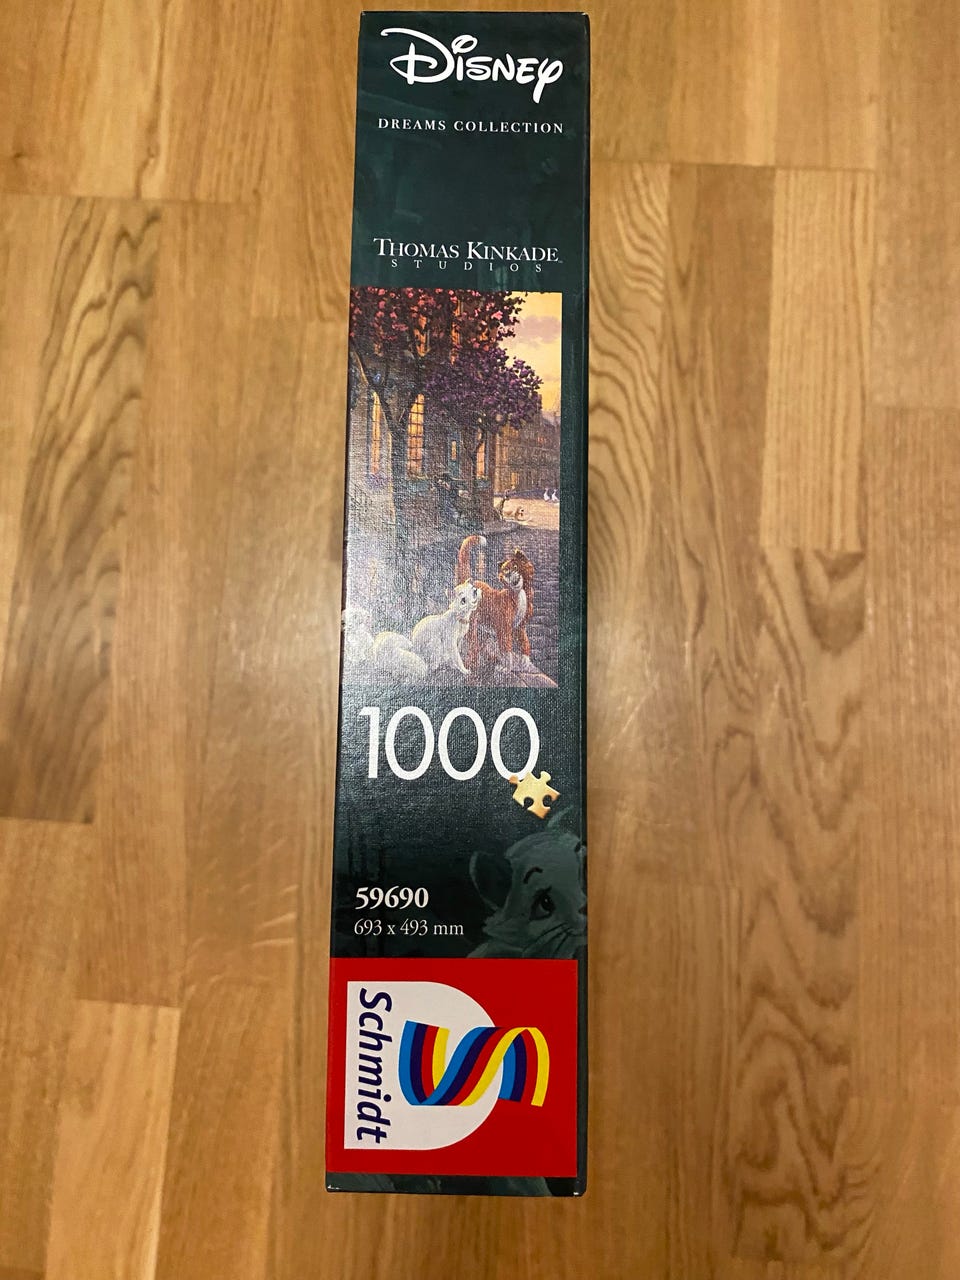 Disney
DREAMS COLLECTION
THOMAS KINKADE
STUDIOS
1000
59690
693 x 493 mm
Schmidt